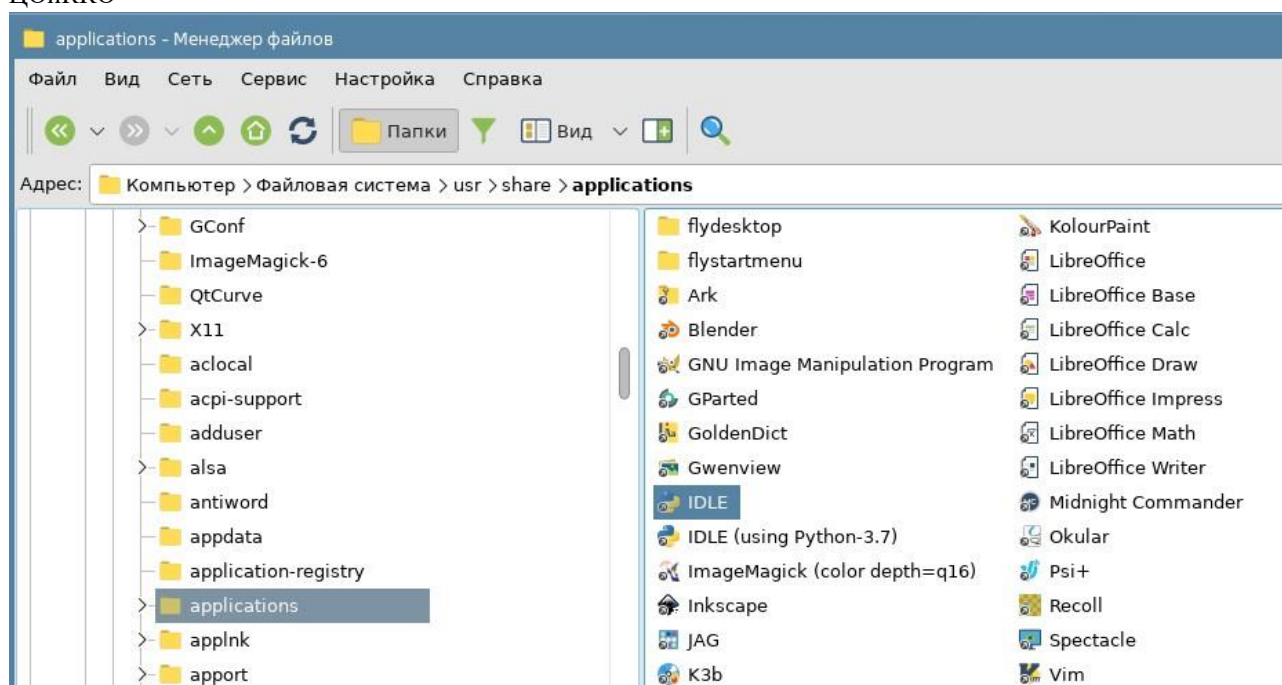 applications – Менеджер файлов
Файл Вид Сеть Сервис Настройка Справка
Папки Вид
Адрес: Компьютер > Файловая система > usr > share > applications
GConf
ImageMagick-6
QtCurve
X11
aclocal
acpi-support
adduser
alsa
antiword
appdata
application-registry
applications
applnk
apport
flydesktop
flystartmenu
Ark
Blender
GNU Image Manipulation Program
GParted
GoldenDict
Gwenview
IDLE
IDLE (using Python-3.7)
ImageMagick (color depth=q16)
Inkscape
JAG
K3b
KolourPaint
LibreOffice
LibreOffice Base
LibreOffice Calc
LibreOffice Draw
LibreOffice Impress
LibreOffice Math
LibreOffice Writer
Midnight Commander
Okular
Psi+
Recoll
Spectacle
Vim